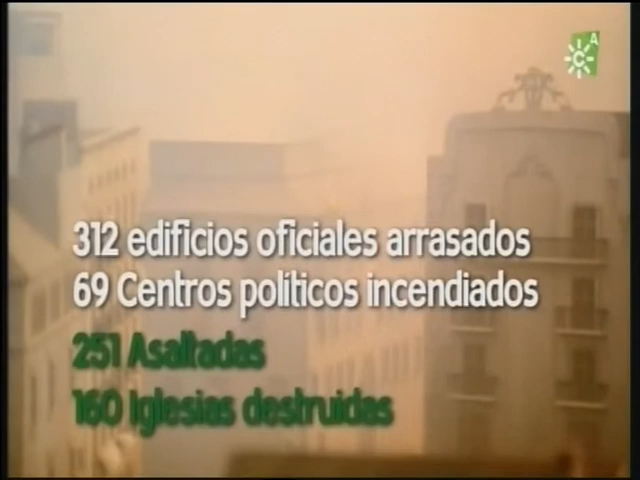 312 edificios oficiales arrasados
69 Centros políticos incendiados
251 Asaltadas
160 Iglesias destruidas